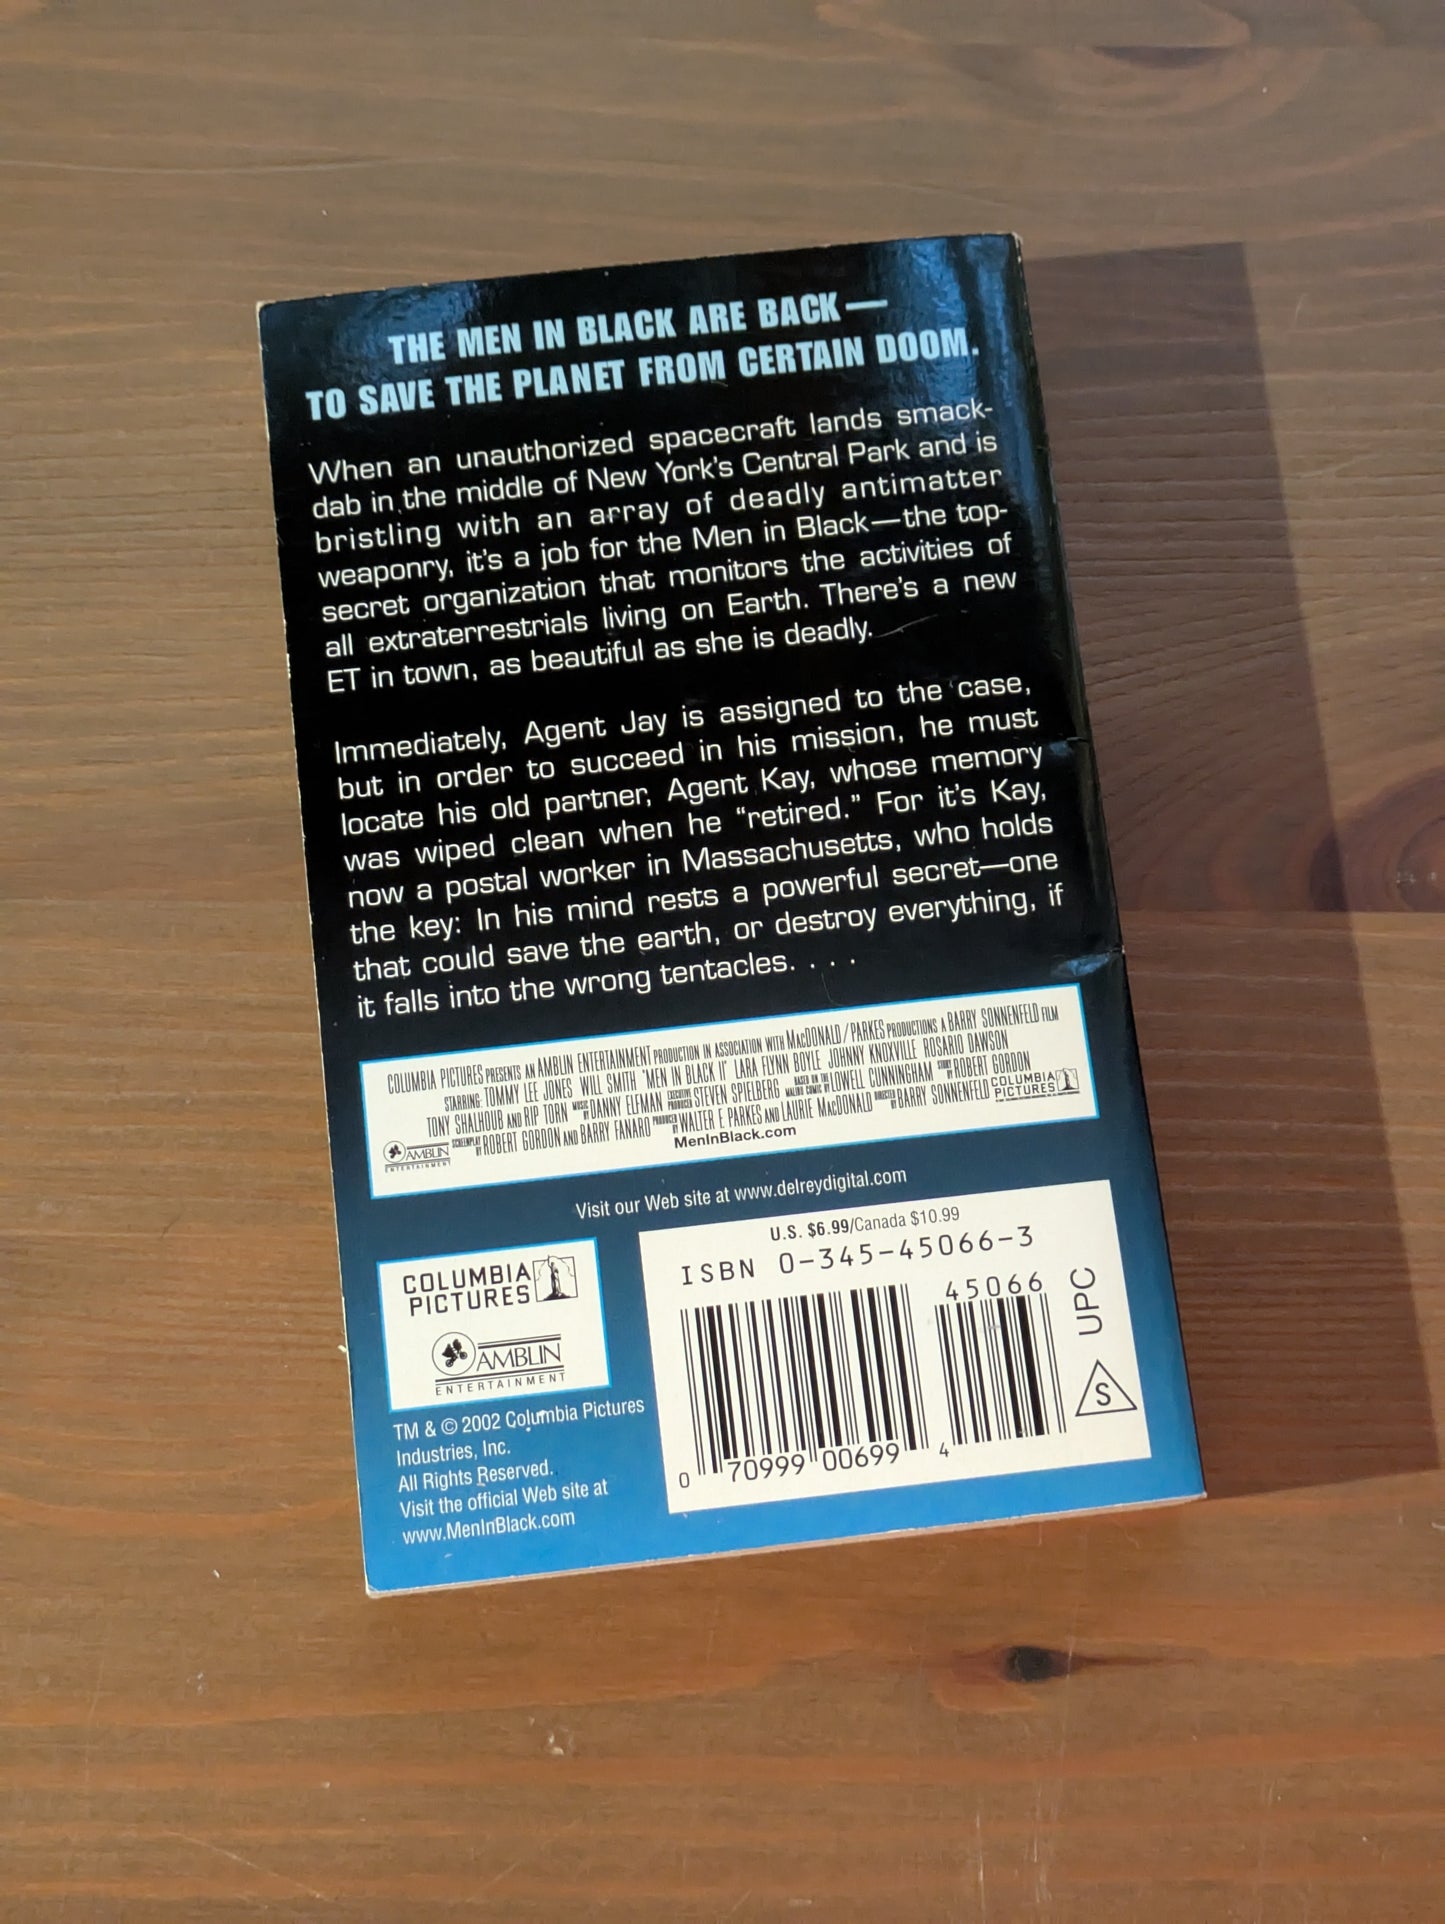 THE MEN IN BLACK ARE BACK—
TO SAVE THE PLANET FROM CERTAIN DOOM.
When an unauthorized spacecraft lands smack-
dab in the middle of New York's Central Park and is
bristling with an array of deadly antimatter
weaponry, it's a job for the Men in Black—the top-
secret organization that monitors the activities of
all extraterrestrials living on Earth. There's a new
ET in town, as beautiful as she is deadly.
Immediately, Agent Jay is assigned to the case,
but in order to succeed in his mission, he must
locate his old partner, Agent Kay, whose memory
was wiped clean when he “retired.” For it's Kay,
now a postal worker in Massachusetts, who holds
the key: In his mind rests a powerful secret—one
that could save the earth, or destroy everything, if
it falls into the wrong tentacles. . . .
COLUMBIA PICTURES PRESENTS AN AMBLIN ENTERTAINMENT PRODUCTION IN ASSOCIATION WITH MacDONALD/PARKES PRODUCTIONS A BARRY SONNENFELD FILM
STARRING TOMMY LEE JONES WILL SMITH "MEN IN BLACK II" LARA FLYNN BOYLE JOHNNY KNOXVILLE ROSARIO DAWSON
TONY SHALHOUB AND RIP TORN MUSIC BY DANNY ELFMAN EXECUTIVE PRODUCER STEVEN SPIELBERG BASED ON THE MALIBU COMIC BY LOWELL CUNNINGHAM STORY BY ROBERT GORDON
SCREENPLAY BY ROBERT GORDON AND BARRY FANARO PRODUCED BY WALTER F. PARKES AND LAURIE MacDONALD DIRECTED BY BARRY SONNENFELD
COLUMBIA
PICTURES
AMBLIN
ENTERTAINMENT
MenInBlack.com
Visit our Web site at www.delreydigital.com
COLUMBIA
PICTURES
AMBLIN
ENTERTAINMENT
TM & © 2002 Columbia Pictures
Industries, Inc.
All Rights Reserved.
Visit the official Web site at
www.MenInBlack.com
U.S. $6.99/Canada $10.99
ISBN 0-345-45066-3
45066
0 70999 00699 4
UPC
S